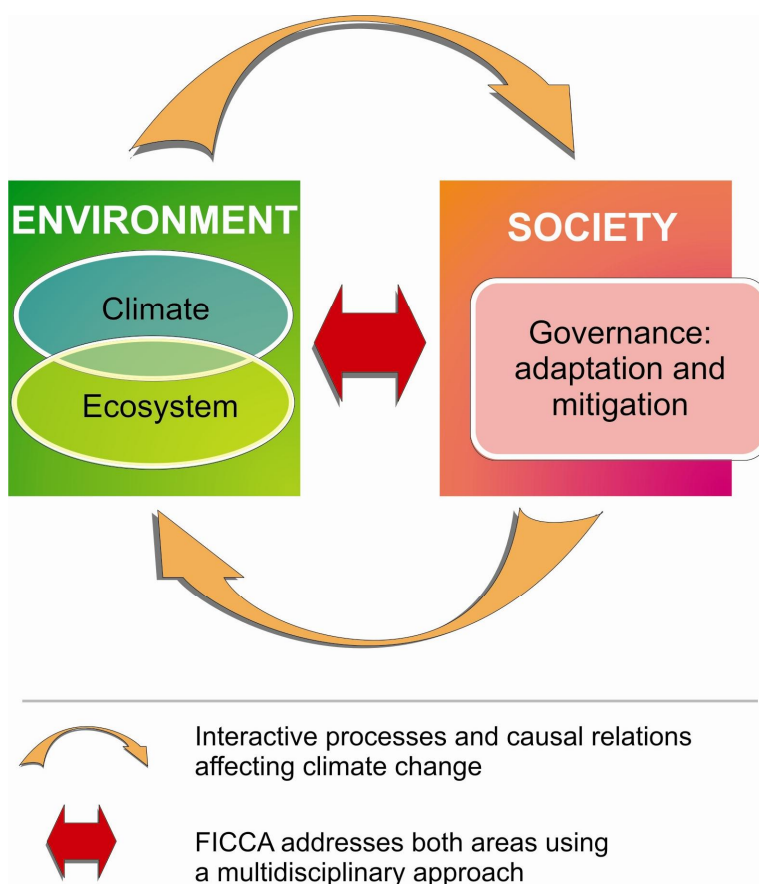 ENVIRONMENT
Climate
Ecosystem
SOCIETY
Governance:
adaptation and
mitigation
Interactive processes and causal relations
affecting climate change
FICCA addresses both areas using
a multidisciplinary approach